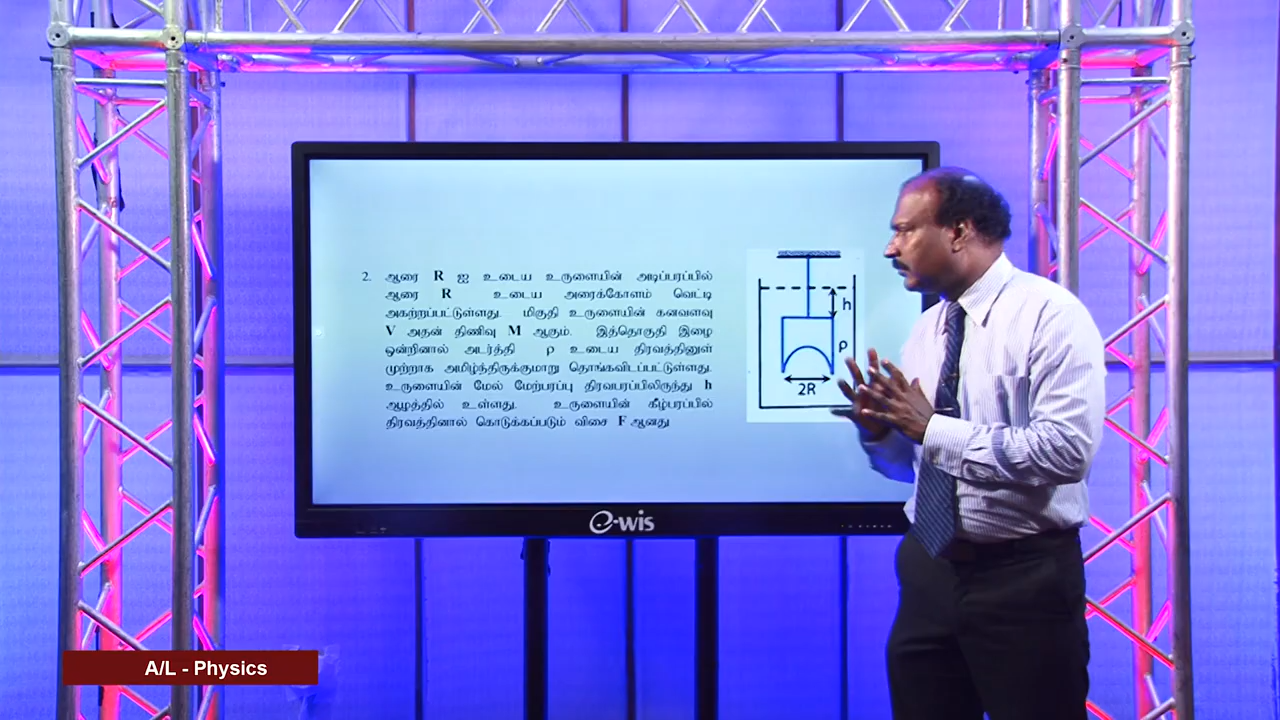 2. ஆரை R ஐ உடைய உருளையின் அடிப்பரப்பில்
ஆரை R உடைய அரைக்கோளம் வெட்டி
அகற்றப்பட்டுள்ளது. மிகுதி உருளையின் கனவளவு
V அதன் திணிவு M ஆகும். இத்தொகுதி இழை
ஒன்றினால் அடர்த்தி ρ உடைய திரவத்தினுள்
முற்றாக அமிழ்ந்திருக்குமாறு தொங்கவிடப்பட்டுள்ளது.
உருளையின் மேல் மேற்பரப்பு திரவபரப்பிலிருந்து h
ஆழத்தில் உள்ளது. உருளையின் கீழ்பரப்பில்
திரவத்தினால் கொடுக்கப்படும் விசை F ஆனது
h
ρ
2R
e-wis
A/L - Physics